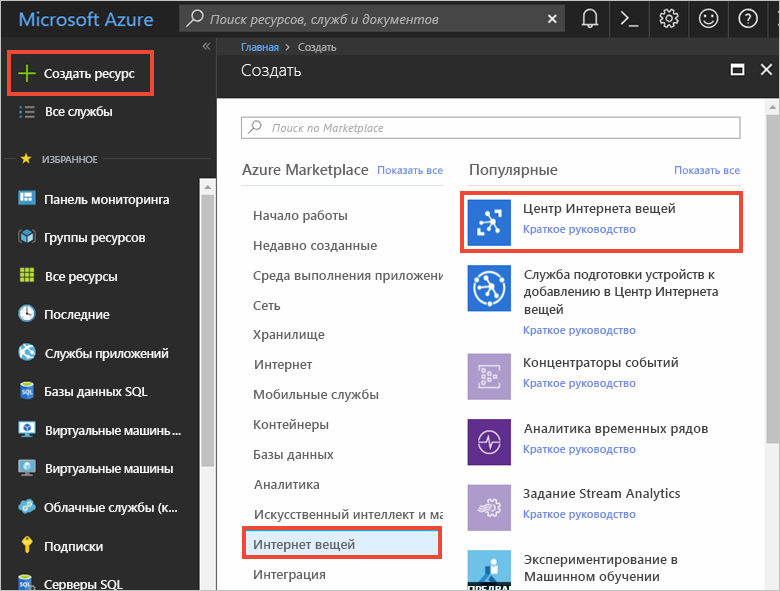 Microsoft Azure
Поиск ресурсов, служб и документов
Создать ресурс
Все службы
ИЗБРАННОЕ
Панель мониторинга
Группы ресурсов
Все ресурсы
Последние
Службы приложений
Базы данных SQL
Виртуальные машинь...
Виртуальные машины
Облачные службы (к...
Подписки
Серверы SQL
Главная > Создать
Создать
Поиск по Marketplace
Azure Marketplace Показать все
Начало работы
Недавно созданные
Среда выполнения приложени
Сеть
Хранилище
Интернет
Мобильные службы
Контейнеры
Базы данных
Аналитика
Искусственный интеллект и ма
Интернет вещей
Интеграция
Популярные Показать все
Центр Интернета вещей
Краткое руководство
Служба подготовки устройств к
добавлению в Центр Интернета
вещей
Краткое руководство
Концентраторы событий
Краткое руководство
Аналитика временных рядов
Краткое руководство
Задание Stream Analytics
Краткое руководство
Экспериментирование в
Машинном обучении